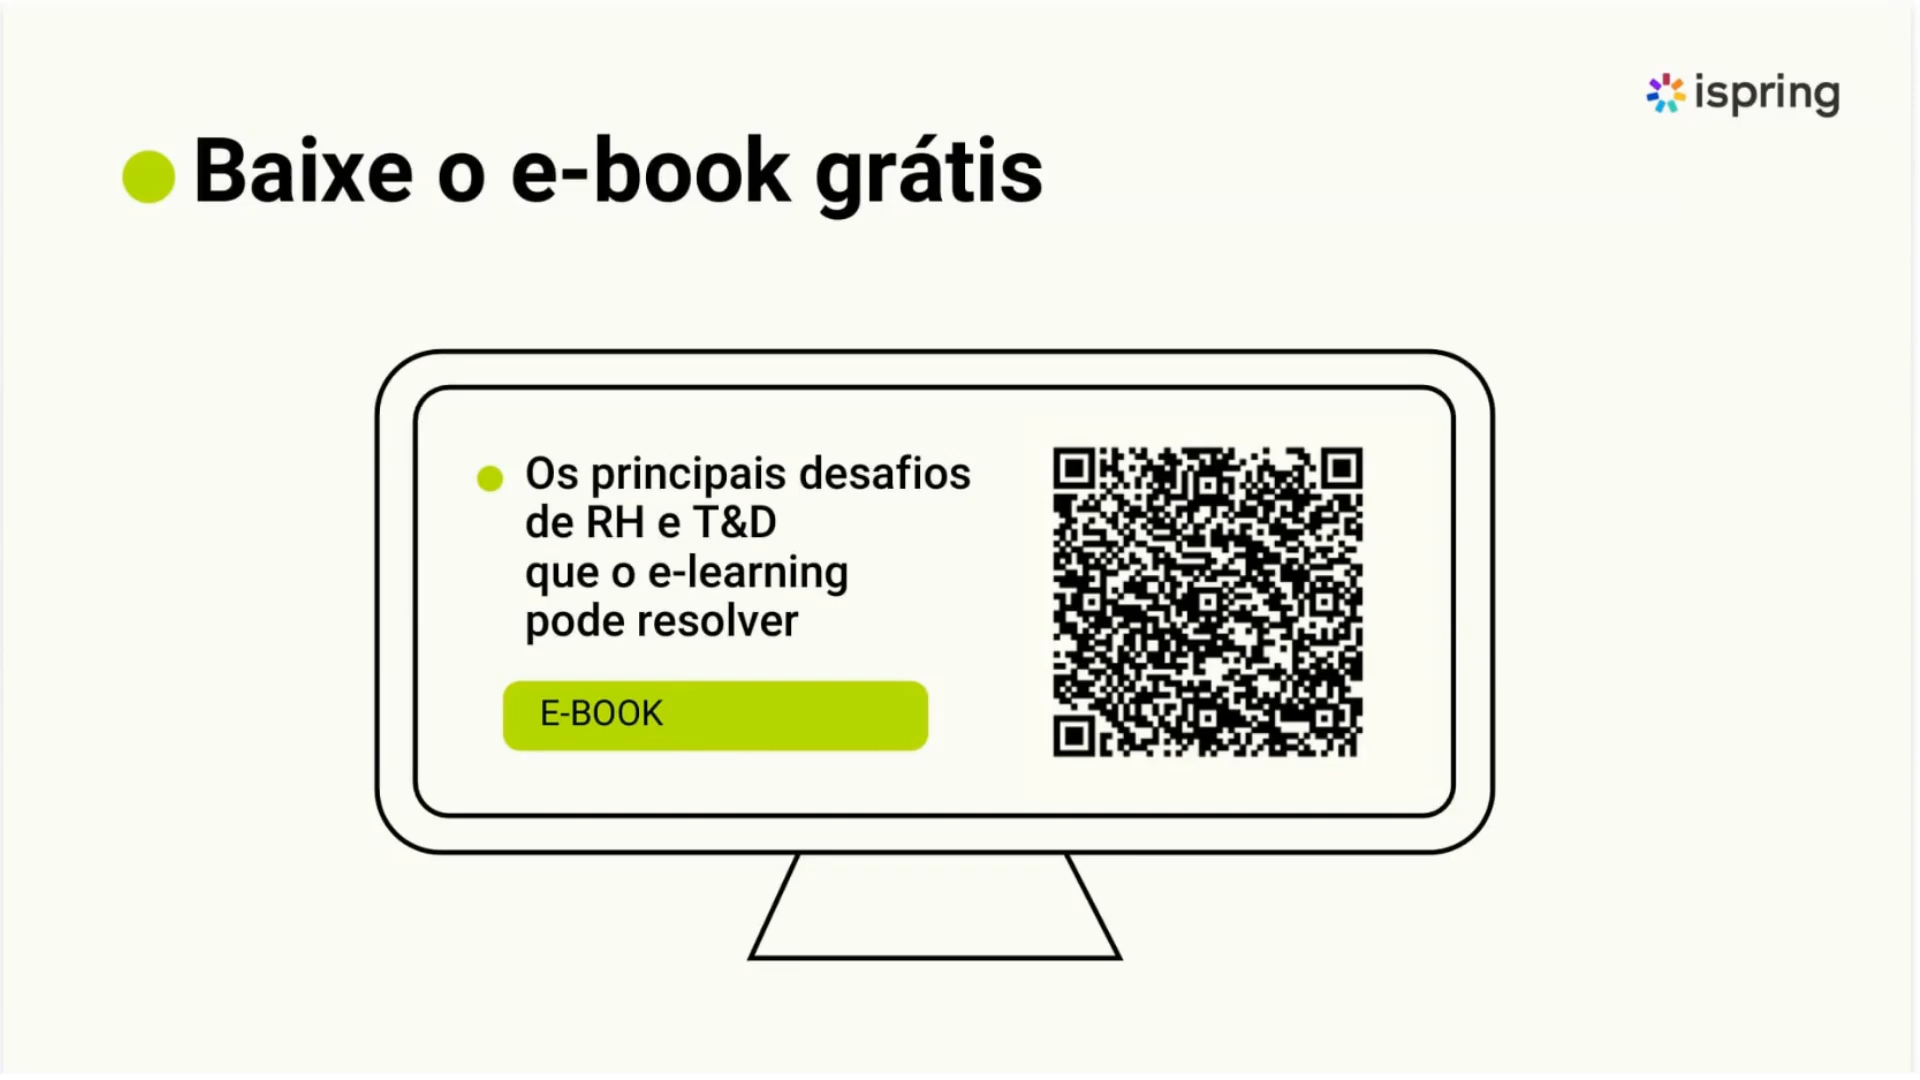 ispring
Baixe o e-book grátis
Os principais desafios
de RH e T&D
que o e-learning
pode resolver
E-BOOK